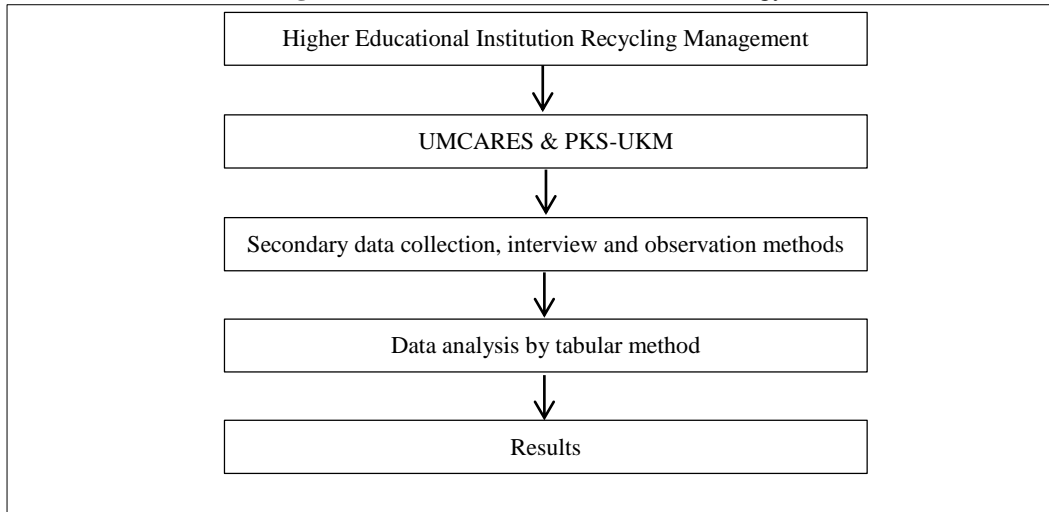 Higher Educational Institution Recycling Management
UMCARES & PKS-UKM
Secondary data collection, interview and observation methods
Data analysis by tabular method
Results